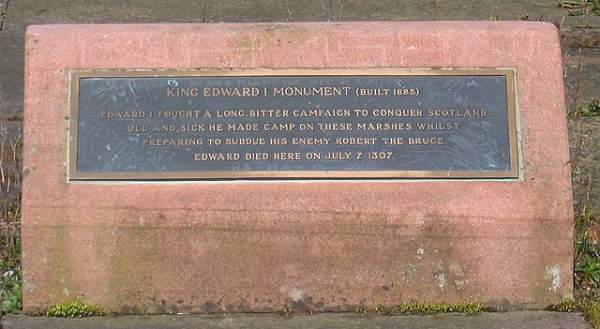 KING EDWARD I MONUMENT (BUILT 1885)
EDWARD I FOUGHT A LONG, BITTER CAMPAIGN TO CONQUER SCOTLAND.
OLD AND SICK HE MADE CAMP ON THESE MARSHES WHILST
PREPARING TO SUBDUE HIS ENEMY ROBERT THE BRUCE.
EDWARD DIED HERE ON JULY 7 1307.